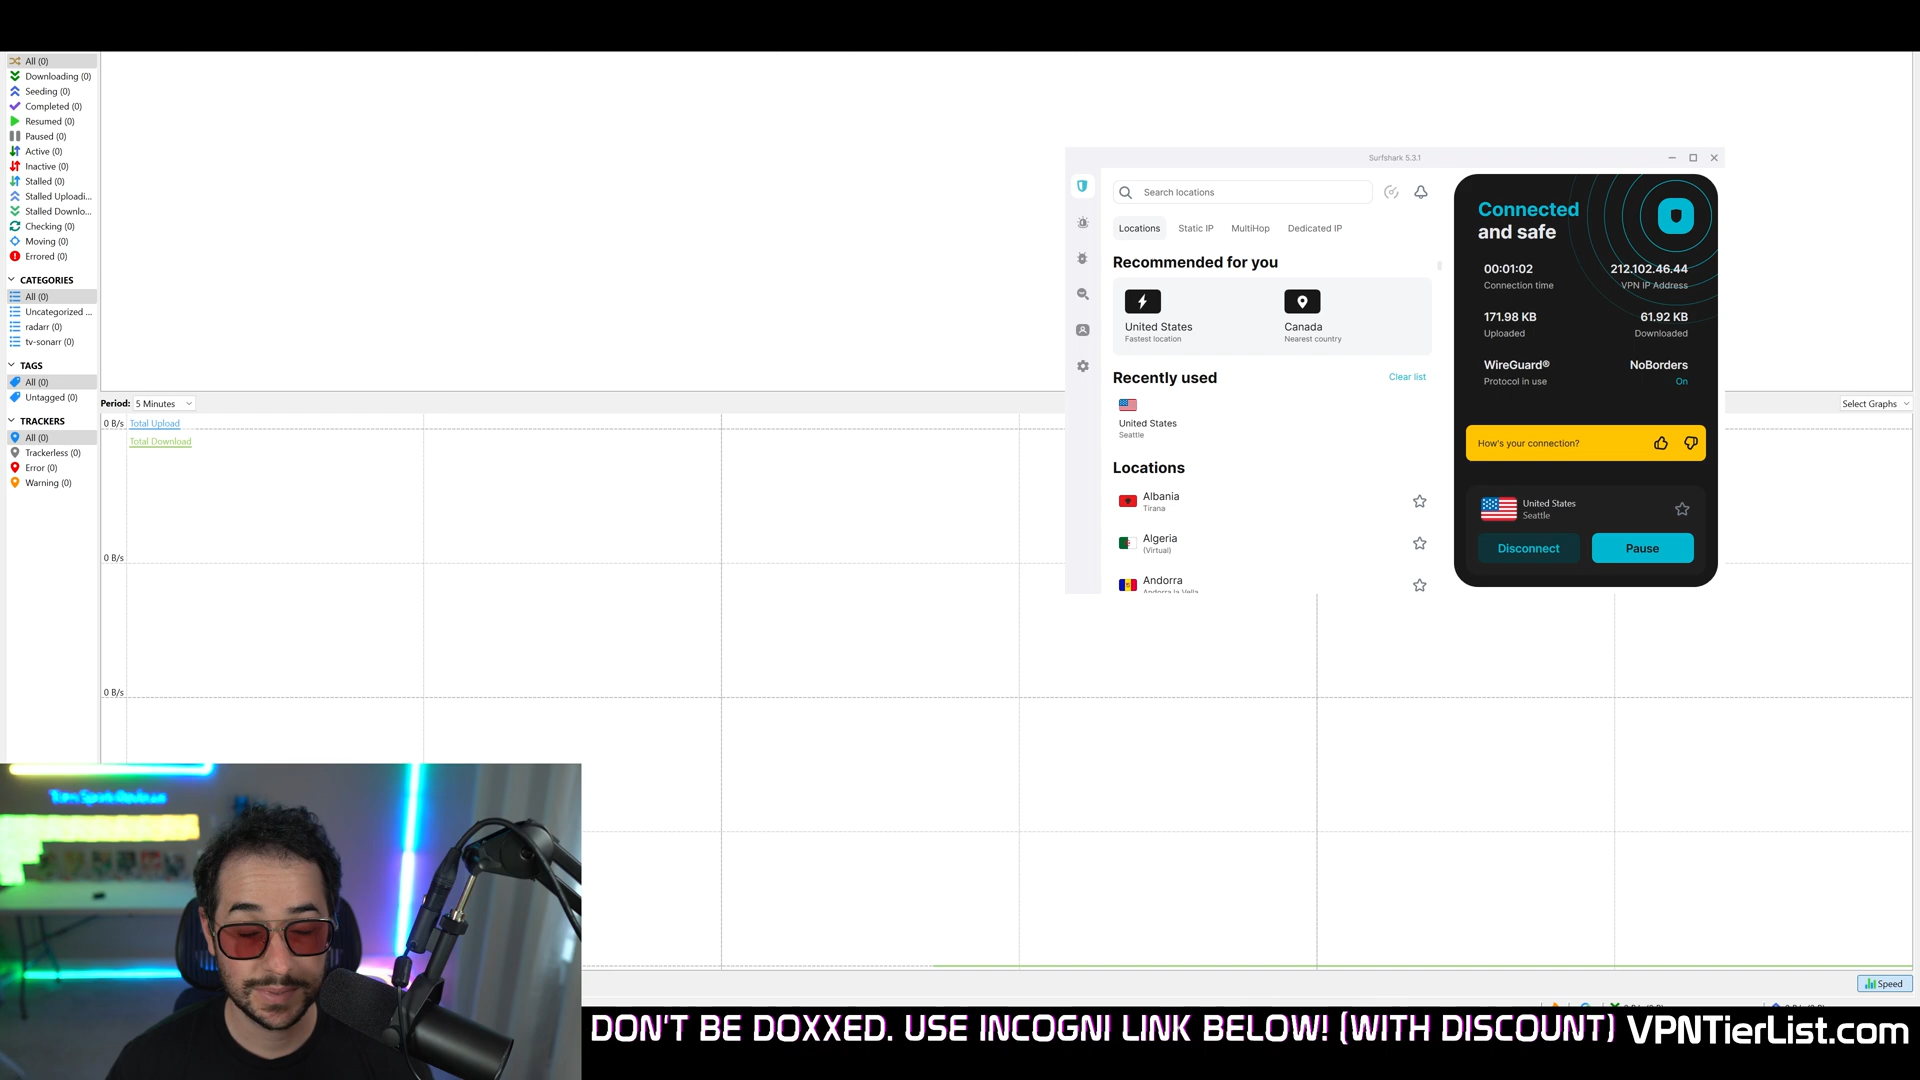 All (0)
Downloading (0)
Seeding (0)
Completed (0)
Resumed (0)
Paused (0)
Active (0)
Inactive (0)
Stalled (0)
Stalled Uploadi...
Stalled Downlo...
Checking (0)
Moving (0)
Errored (0)
CATEGORIES
All (0)
Uncategorized ...
radarr (0)
tv-sonarr (0)
TAGS
All (0)
Untagged (0)
TRACKERS
All (0)
Trackerless (0)
Error (0)
Warning (0)
Period: 5 Minutes
Select Graphs
0 B/s
Total Upload
Total Download
0 B/s
0 B/s
Speed
Surfshark 5.3.1
Search locations
Locations
Static IP
MultiHop
Dedicated IP
Recommended for you
United States
Fastest location
Canada
Nearest country
Recently used
Clear list
United States
Seattle
Locations
Albania
Tirana
Algeria
(Virtual)
Andorra
Andorra la Vella
Connected
and safe
00:01:02
Connection time
212.102.46.44
VPN IP Address
171.98 KB
Uploaded
61.92 KB
Downloaded
WireGuard®
Protocol in use
NoBorders
On
How's your connection?
United States
Seattle
Disconnect
Pause
DON'T BE DOXXED. USE INCOGNI LINK BELOW! (WITH DISCOUNT)
VPNTierList.com